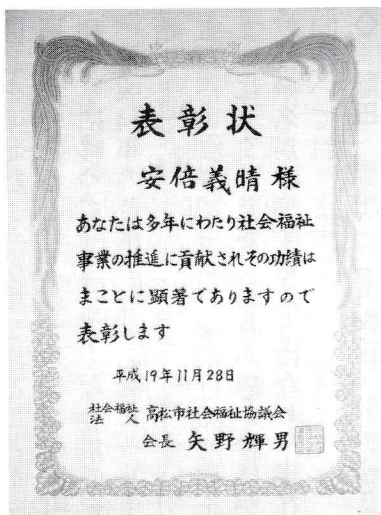 表彰状
安倍義晴 様
あなたは多年にわたり社会福祉
事業の推進に貢献されその功績は
まことに顕著でありますので
表彰します
平成19年11月28日
社会福祉法人 高松市社会福祉協議会
会長 矢野輝男